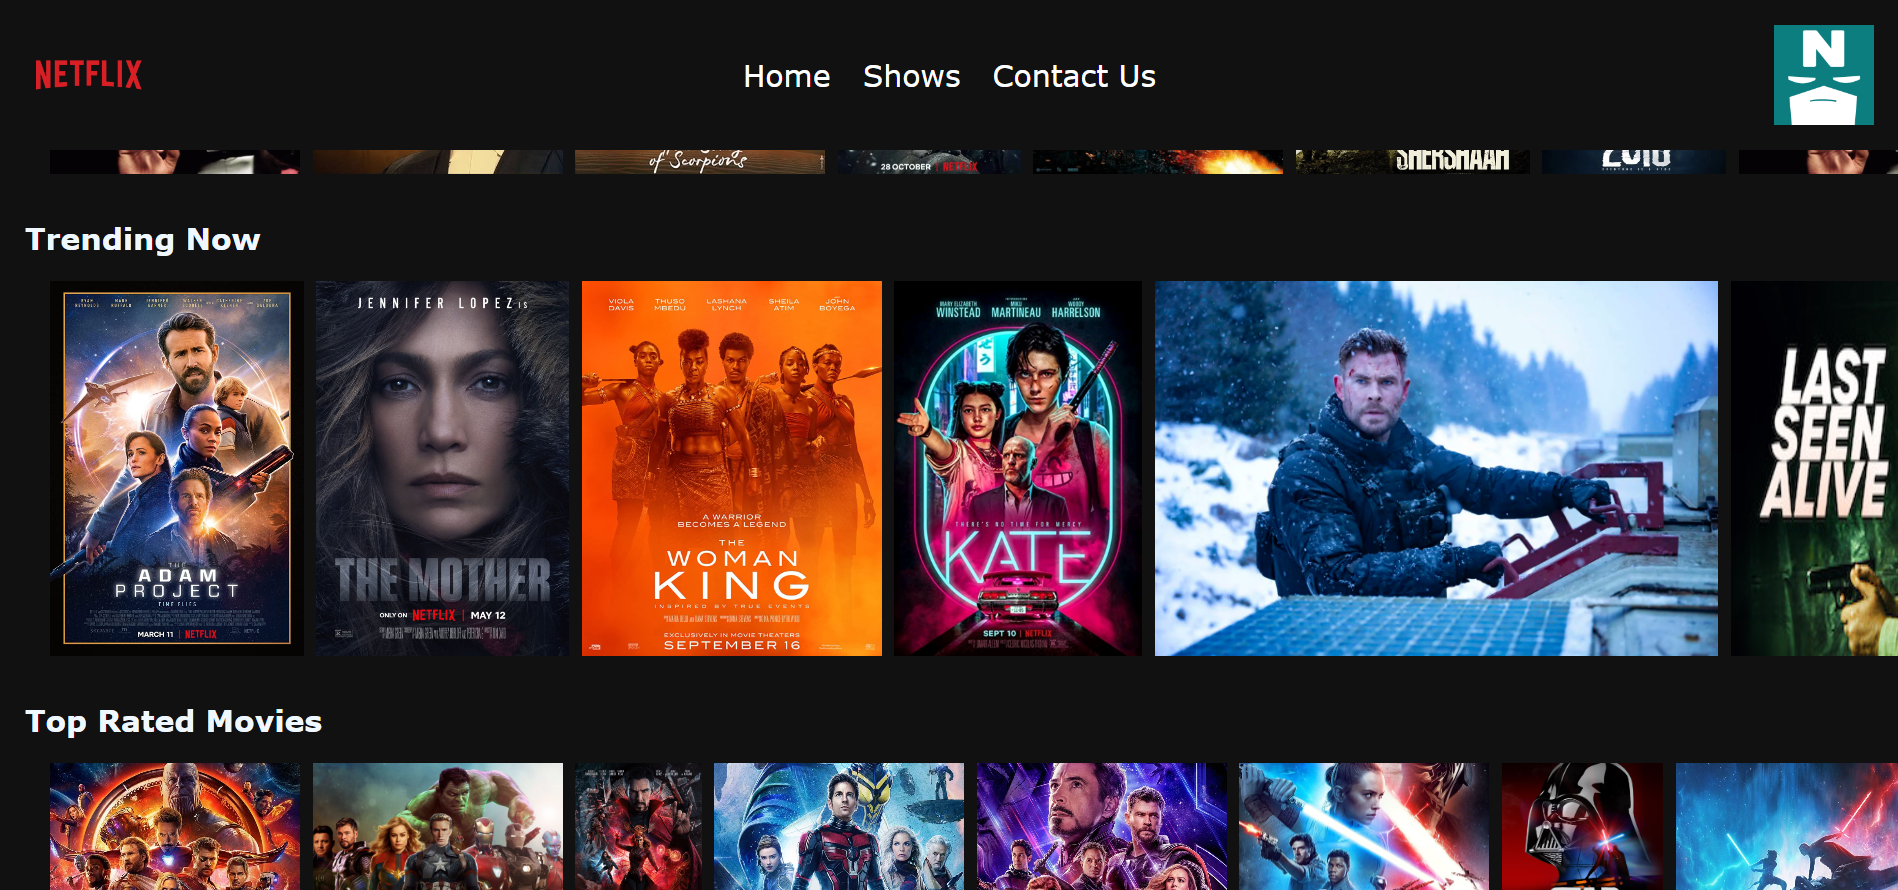 NETFLIX
Home Shows Contact Us
N
of Scorpions
28 OCTOBER | NETFLIX
SHERSHAAH
2018
Trending Now
THE
ADAM
PROJECT
TIME FLIES
MARCH 11 | NETFLIX
JENNIFER LOPEZ IS
THE MOTHER
ONLY ON NETFLIX | MAY 12
VIOLA DAVIS THUSO MBEDU LASHANA LYNCH SHEILA ATIM JOHN BOYEGA
A WARRIOR
BECOMES A LEGEND
THE
WOMAN
KING
INSPIRED BY TRUE EVENTS
EXCLUSIVELY IN MOVIE THEATERS
SEPTEMBER 16
MARY ELIZABETH WINSTEAD MIKU MARTINEAU WOODY HARRELSON
THERE'S NO TIME FOR MERCY
KATE
SEPT 10 | NETFLIX
LAST
SEEN
ALIVE
Top Rated Movies